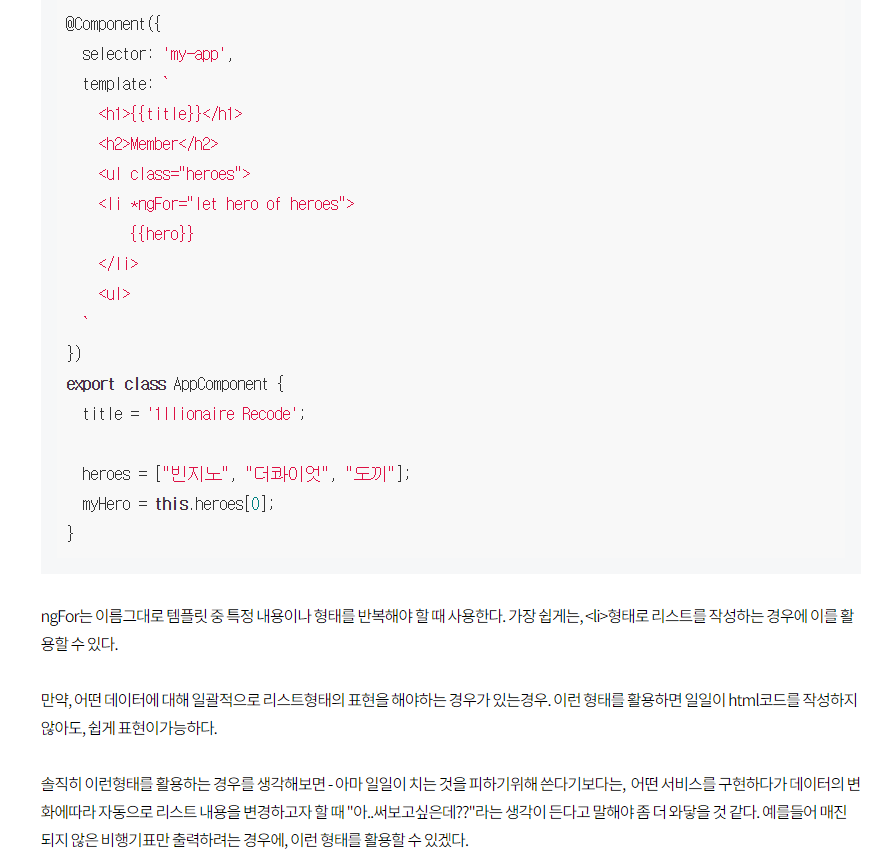 @Component({
  selector: 'my-app',
  template: `
    <h1>{{title}}</h1>
    <h2>Member</h2>
    <ul class="heroes">
    <li *ngFor="let hero of heroes">
        {{hero}}
    </li>
    <ul>
  `
})
export class AppComponent {
  title = '1llionaire Recode';

  heroes = ["빈지노", "더콰이엇", "도끼"];
  myHero = this.heroes[0];
}
ngFor는 이름그대로 템플릿 중 특정 내용이나 형태를 반복해야 할 때 사용한다. 가장 쉽게는, <li>형태로 리스트를 작성하는 경우에 이를 활
용할 수 있다.
만약, 어떤 데이터에 대해 일괄적으로 리스트형태의 표현을 해야하는 경우가 있는경우. 이런 형태를 활용하면 일일이 html코드를 작성하지
않아도, 쉽게 표현이가능하다.
솔직히 이런형태를 활용하는 경우를 생각해보면 - 아마 일일이 치는 것을 피하기위해 쓴다기보다는, 어떤 서비스를 구현하다가 데이터의 변
화에따라 자동으로 리스트 내용을 변경하고자 할 때 "아..써보고싶은데??"라는 생각이 든다고 말해야 좀 더 와닿을 것 같다. 예를들어 매진
되지 않은 비행기표만 출력하려는 경우에, 이런 형태를 활용할 수 있겠다.